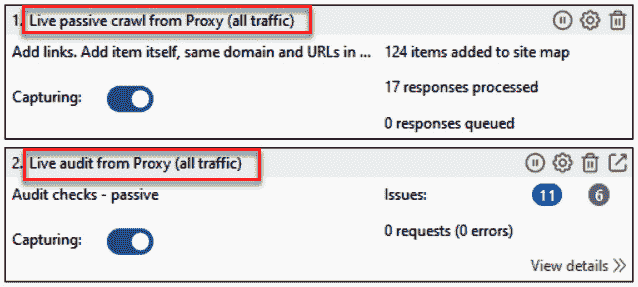 1. Live passive crawl from Proxy (all traffic)
Add links. Add item itself, same domain and URLs in ... 124 items added to site map
17 responses processed
Capturing:
0 responses queued
2. Live audit from Proxy (all traffic)
Audit checks - passive Issues: 11 6
0 requests (0 errors)
Capturing:
View details